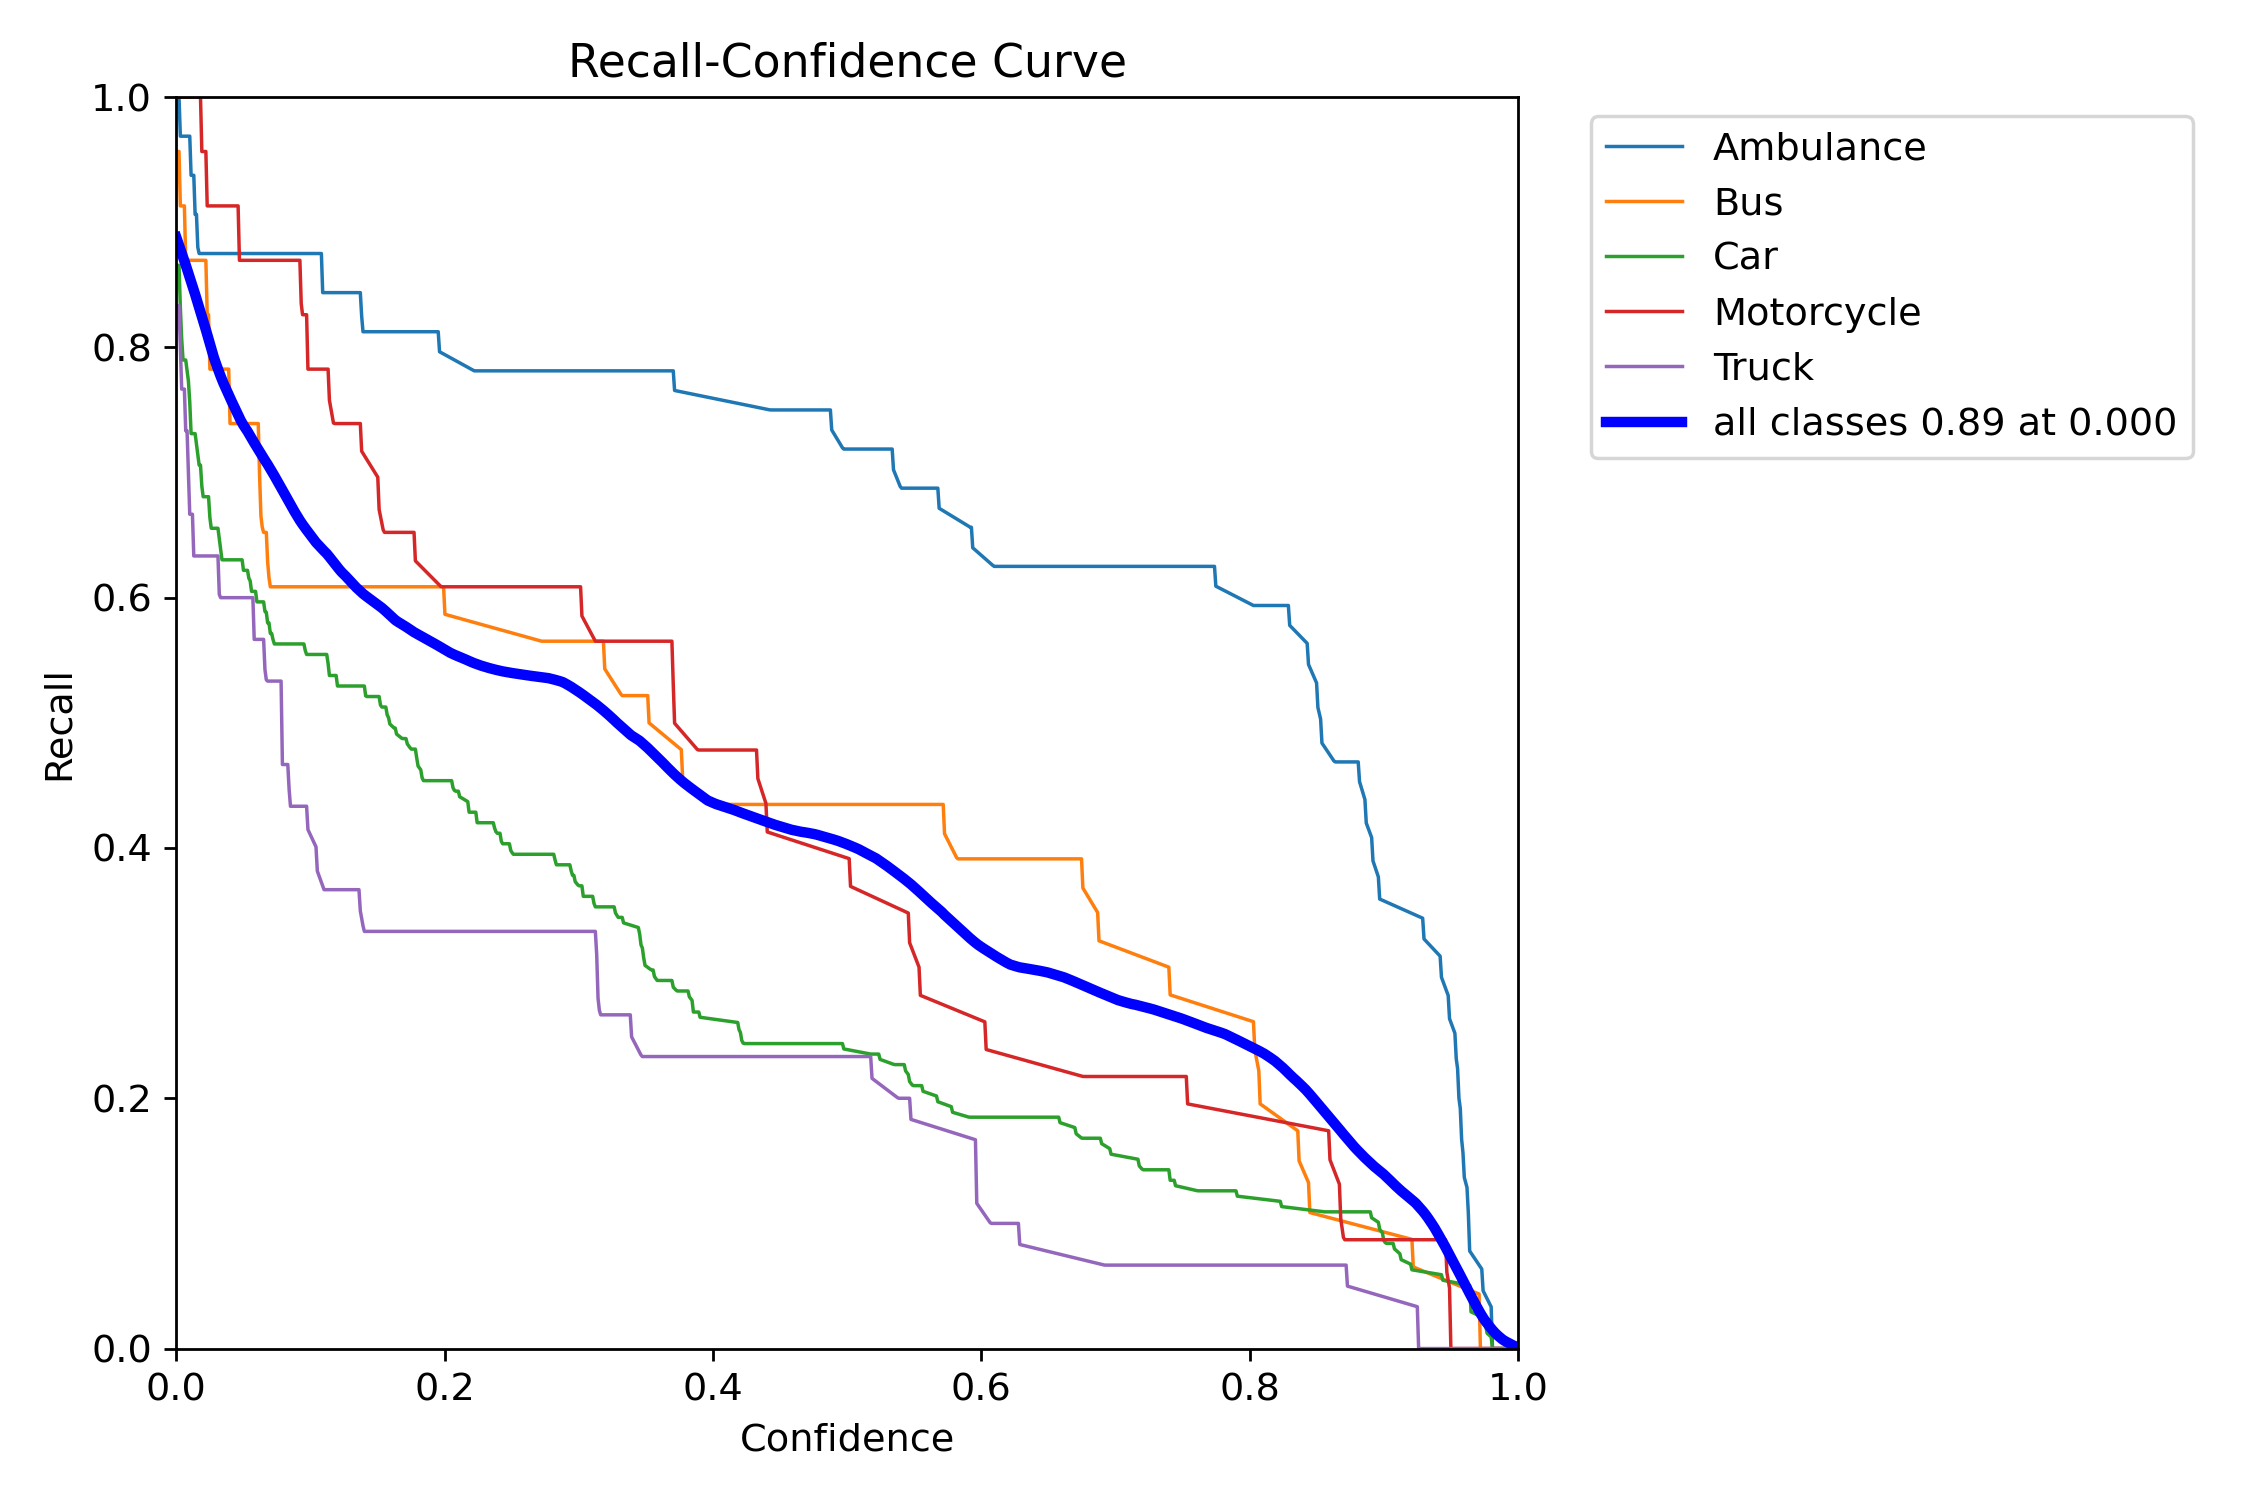 Recall-Confidence Curve
1.0
0.8
0.6
0.4
0.2
0.0
Recall
0.0 0.2 0.4 0.6 0.8 1.0
Confidence
Ambulance
Bus
Car
Motorcycle
Truck
all classes 0.89 at 0.000